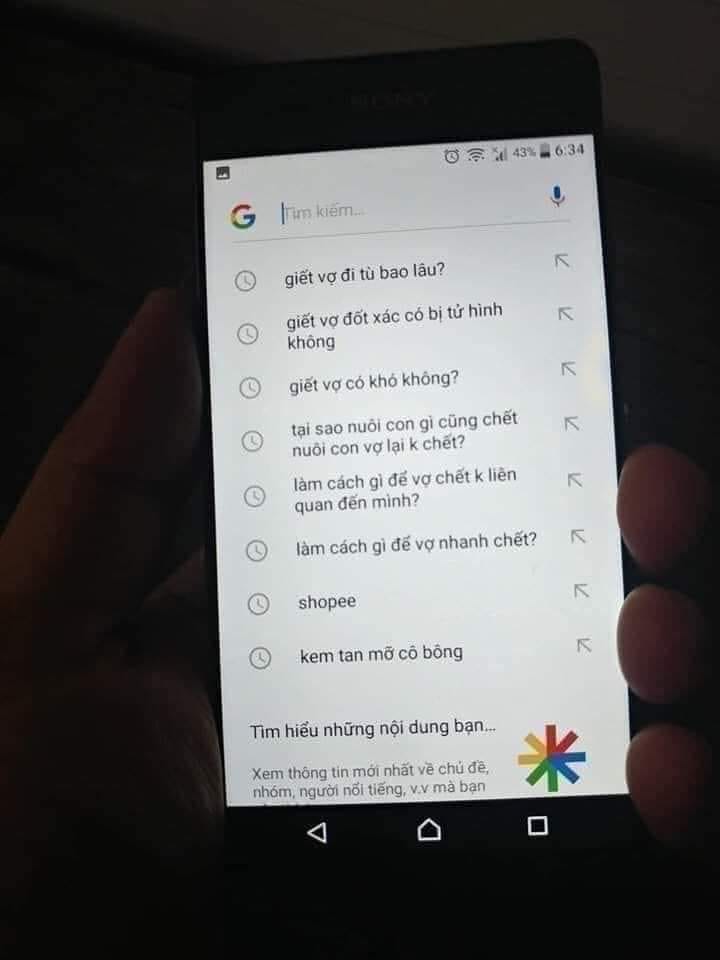 SONY
43% 6:34
Tìm kiếm...
giết vợ đi tù bao lâu?
giết vợ đốt xác có bị tử hình
không
giết vợ có khó không?
tại sao nuôi con gì cũng chết
nuôi con vợ lại k chết?
làm cách gì để vợ chết k liên
quan đến mình?
làm cách gì để vợ nhanh chết?
shopee
kem tan mỡ cô bông
Tìm hiểu những nội dung bạn...
Xem thông tin mới nhất về chủ đề,
nhóm, người nổi tiếng, v.v mà bạn